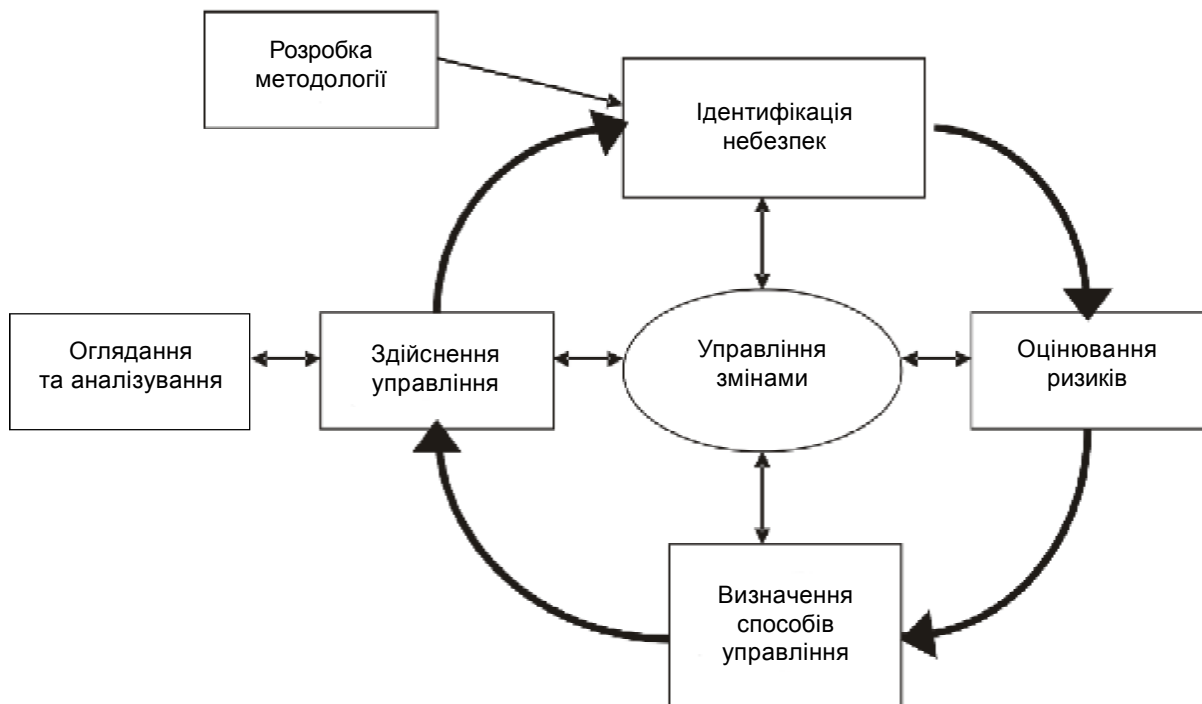 Розробка
методології
Ідентифікація
небезпек
Оглядання
та аналізування
Здійснення
управління
Управління
змінами
Оцінювання
ризиків
Визначення
способів
управління